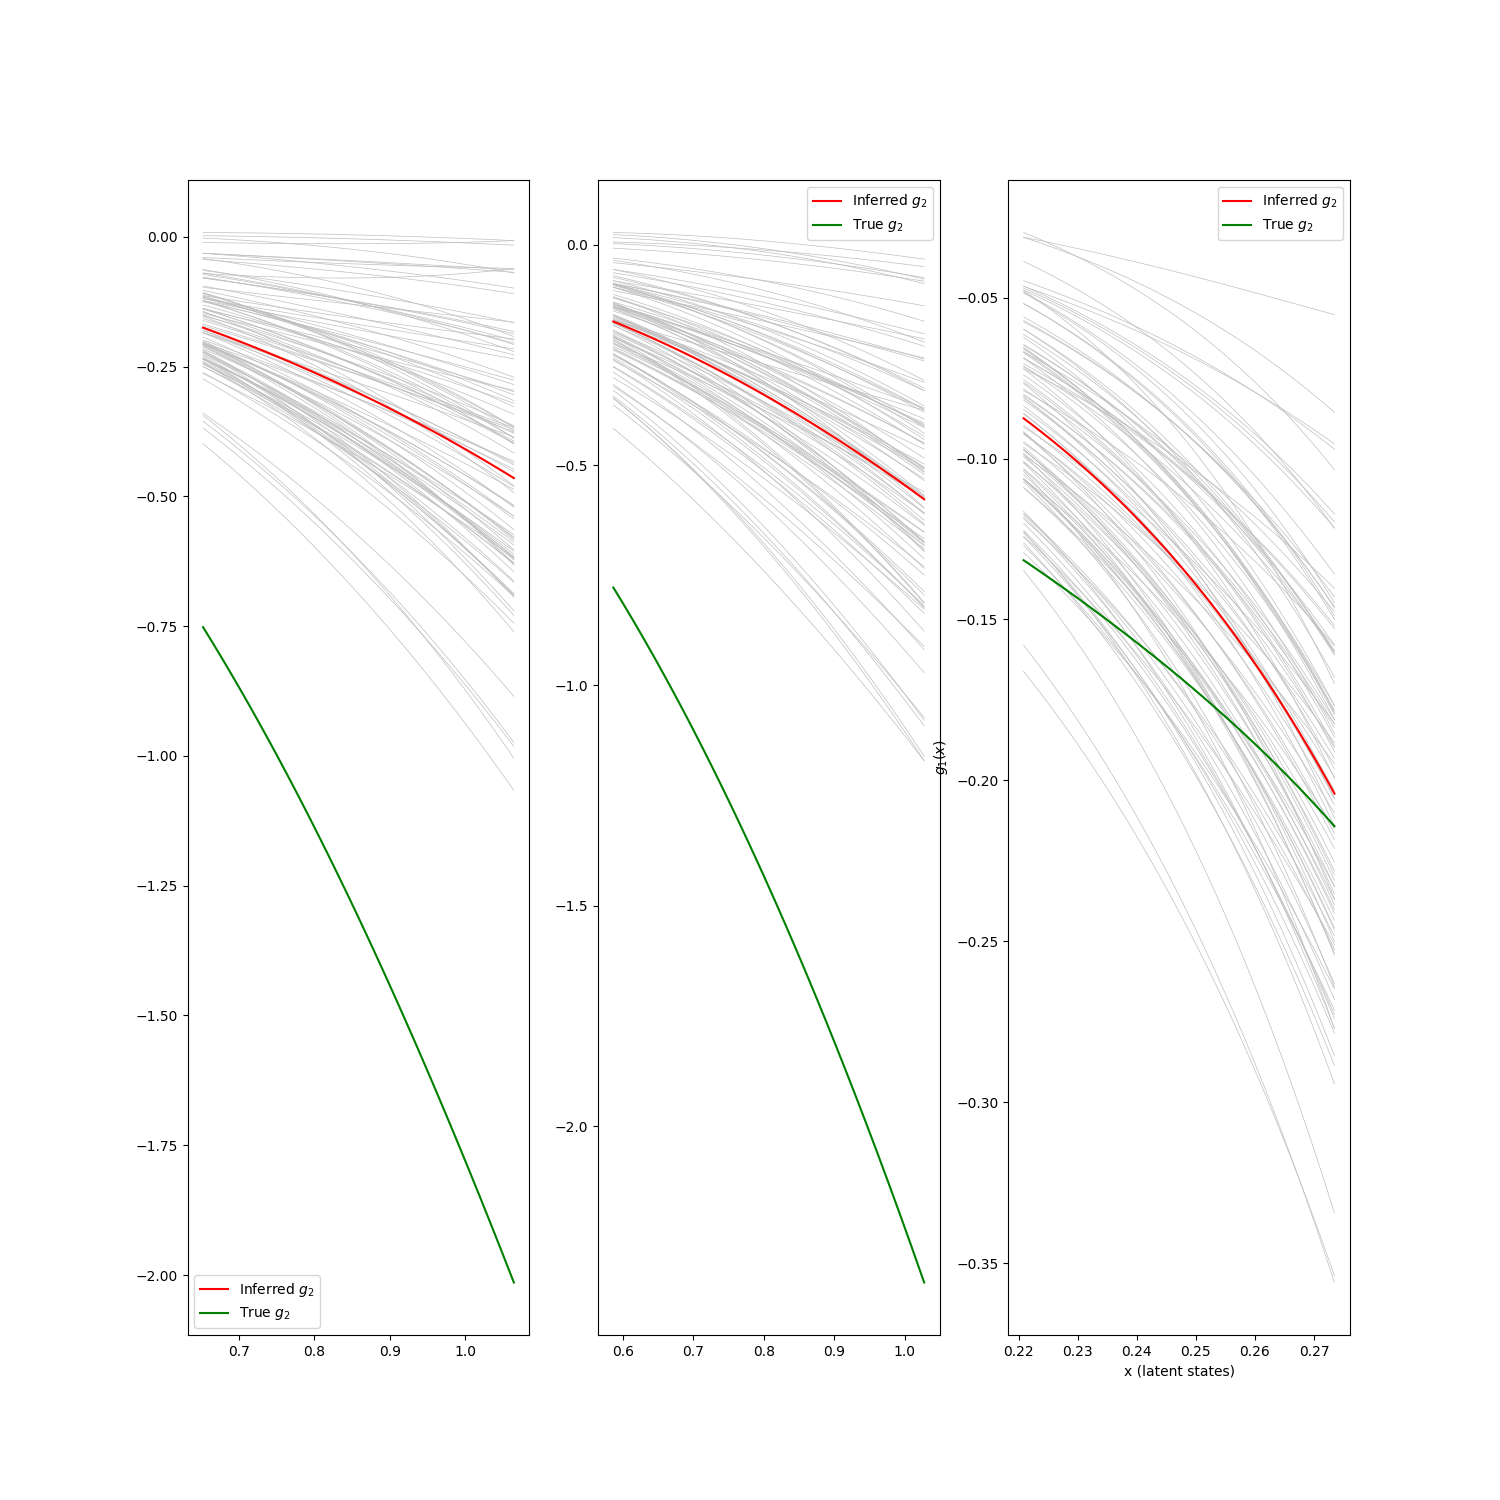 0.00
−0.25
−0.50
−0.75
−1.00
−1.25
−1.50
−1.75
−2.00
0.7 0.8 0.9 1.0
Inferred g₂
True g₂
0.0
−0.5
−1.0
−1.5
−2.0
0.6 0.7 0.8 0.9 1.0
Inferred g₂
True g₂
g₁(x)
−0.05
−0.10
−0.15
−0.20
−0.25
−0.30
−0.35
0.22 0.23 0.24 0.25 0.26 0.27
x (latent states)
Inferred g₂
True g₂